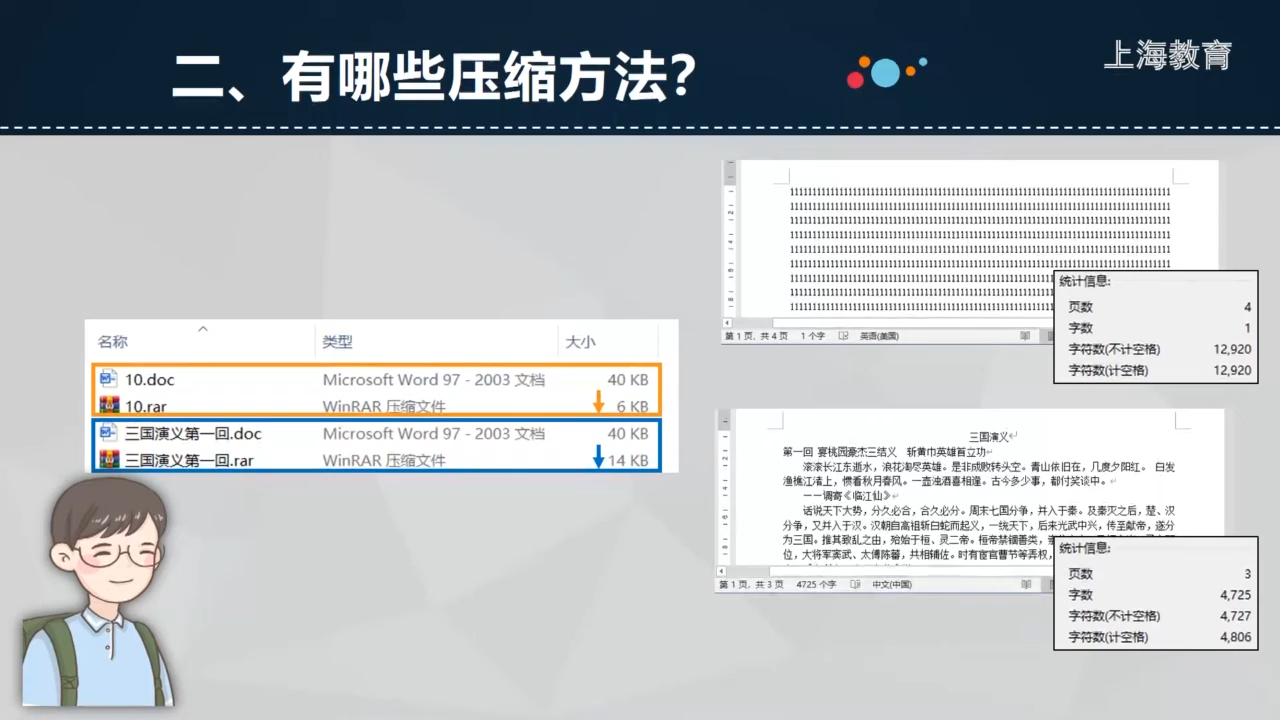 二、有哪些压缩方法？
上海教育
名称 类型 大小
10.doc Microsoft Word 97 - 2003 文档 40 KB
10.rar WinRAR 压缩文件 6 KB
三国演义第一回.doc Microsoft Word 97 - 2003 文档 40 KB
三国演义第一回.rar WinRAR 压缩文件 14 KB
第 1 页，共 4 页 1 个字 英语(美国)
统计信息:
页数 4
字数 1
字符数(不计空格) 12,920
字符数(计空格) 12,920
三国演义
第一回 宴桃园豪杰三结义 斩黄巾英雄首立功
滚滚长江东逝水，浪花淘尽英雄。是非成败转头空。青山依旧在，几度夕阳红。 白发
渔樵江渚上，惯看秋月春风。一壶浊酒喜相逢。古今多少事，都付笑谈中。
——调寄《临江仙》
话说天下大势，分久必合，合久必分。周末七国分争，并入于秦。及秦灭之后，楚、汉
分争，又并入于汉。汉朝自高祖斩白蛇而起义，一统天下，后来光武中兴，传至献帝，遂分
为三国。推其致乱之由，殆始于桓、灵二帝。桓帝禁锢善类，
位，大将军窦武、太傅陈蕃，共相辅佐。时有宦官曹节等弄权，
第 1 页，共 3 页 4725 个字 中文(中国)
统计信息:
页数 3
字数 4,725
字符数(不计空格) 4,727
字符数(计空格) 4,806